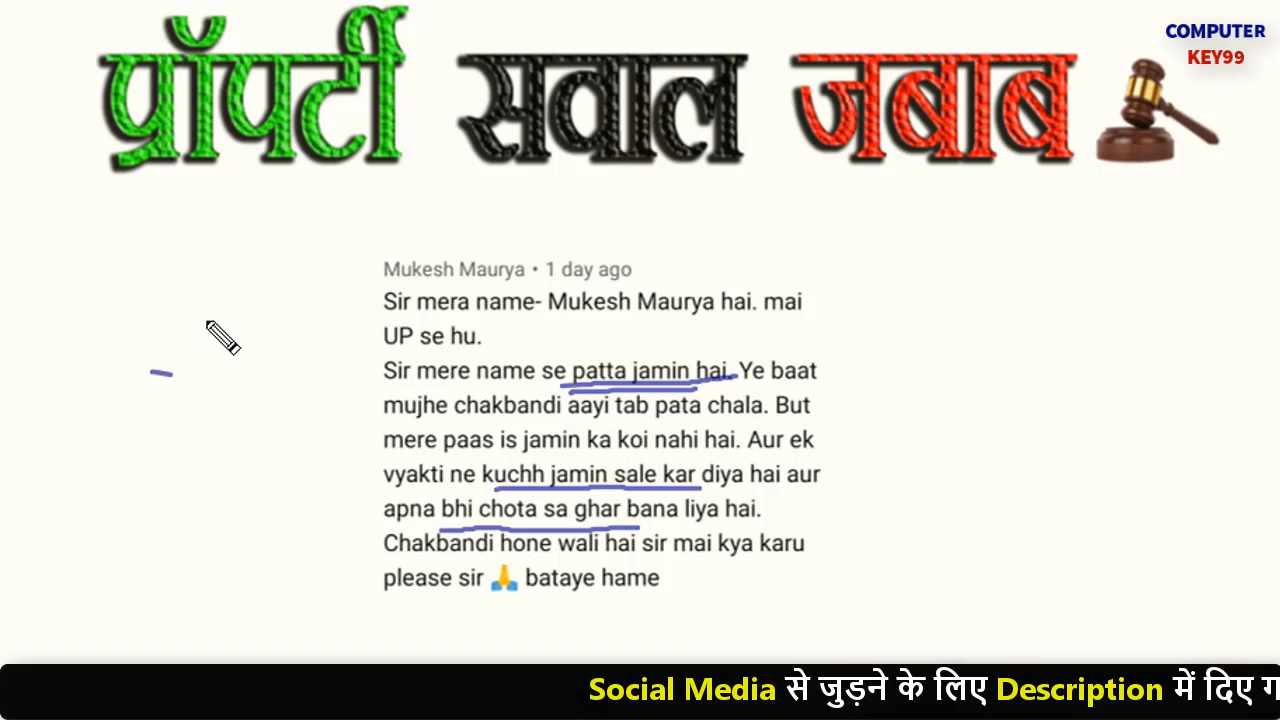 COMPUTER
KEY99
प्रॉपर्टी सवाल जबाब
Mukesh Maurya • 1 day ago
Sir mera name- Mukesh Maurya hai. mai
UP se hu.
Sir mere name se patta jamin hai. Ye baat
mujhe chakbandi aayi tab pata chala. But
mere paas is jamin ka koi nahi hai. Aur ek
vyakti ne kuchh jamin sale kar diya hai aur
apna bhi chota sa ghar bana liya hai.
Chakbandi hone wali hai sir mai kya karu
please sir 🙏 bataye hame
Social Media से जुड़ने के लिए Description में दिए